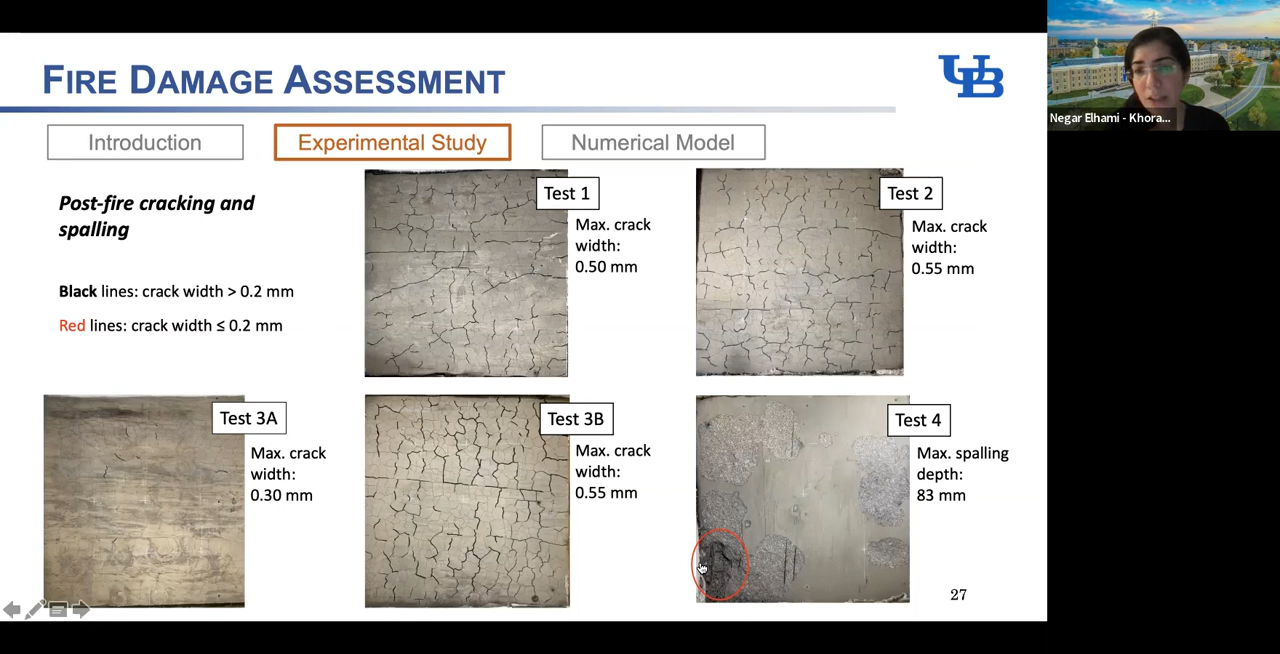 FIRE DAMAGE ASSESSMENT
UB
Negar Elhami - Khora...
Introduction
Experimental Study
Numerical Model
Post-fire cracking and
spalling
Black lines: crack width > 0.2 mm
Red lines: crack width ≤ 0.2 mm
Test 1
Max. crack
width:
0.50 mm
Test 2
Max. crack
width:
0.55 mm
Test 3A
Max. crack
width:
0.30 mm
Test 3B
Max. crack
width:
0.55 mm
Test 4
Max. spalling
depth:
83 mm
27